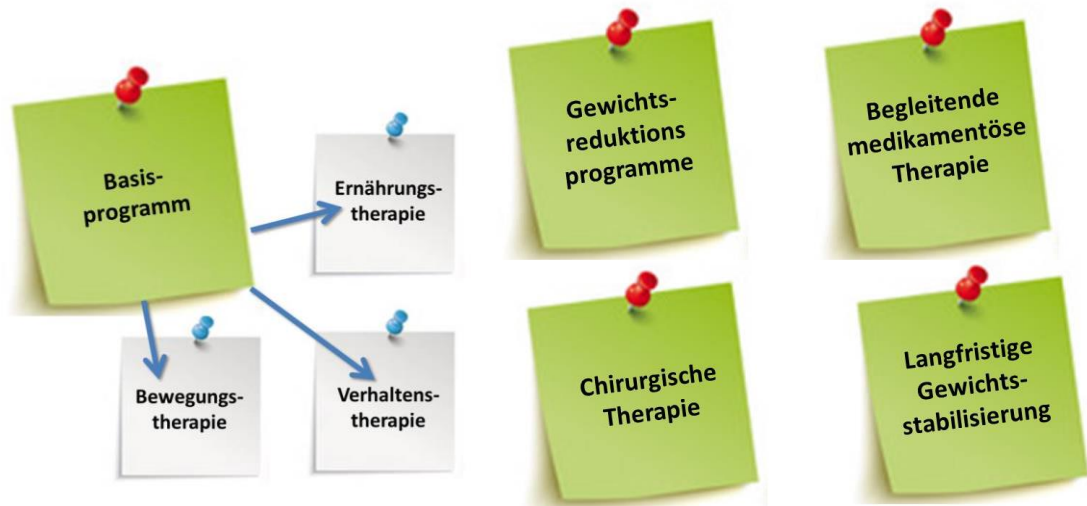 Basis-
programm
Ernährungs-
therapie
Bewegungs-
therapie
Verhaltens-
therapie
Gewichts-
reduktions
programme
Begleitende
medikamentöse
Therapie
Chirurgische
Therapie
Langfristige
Gewichts-
stabilisierung